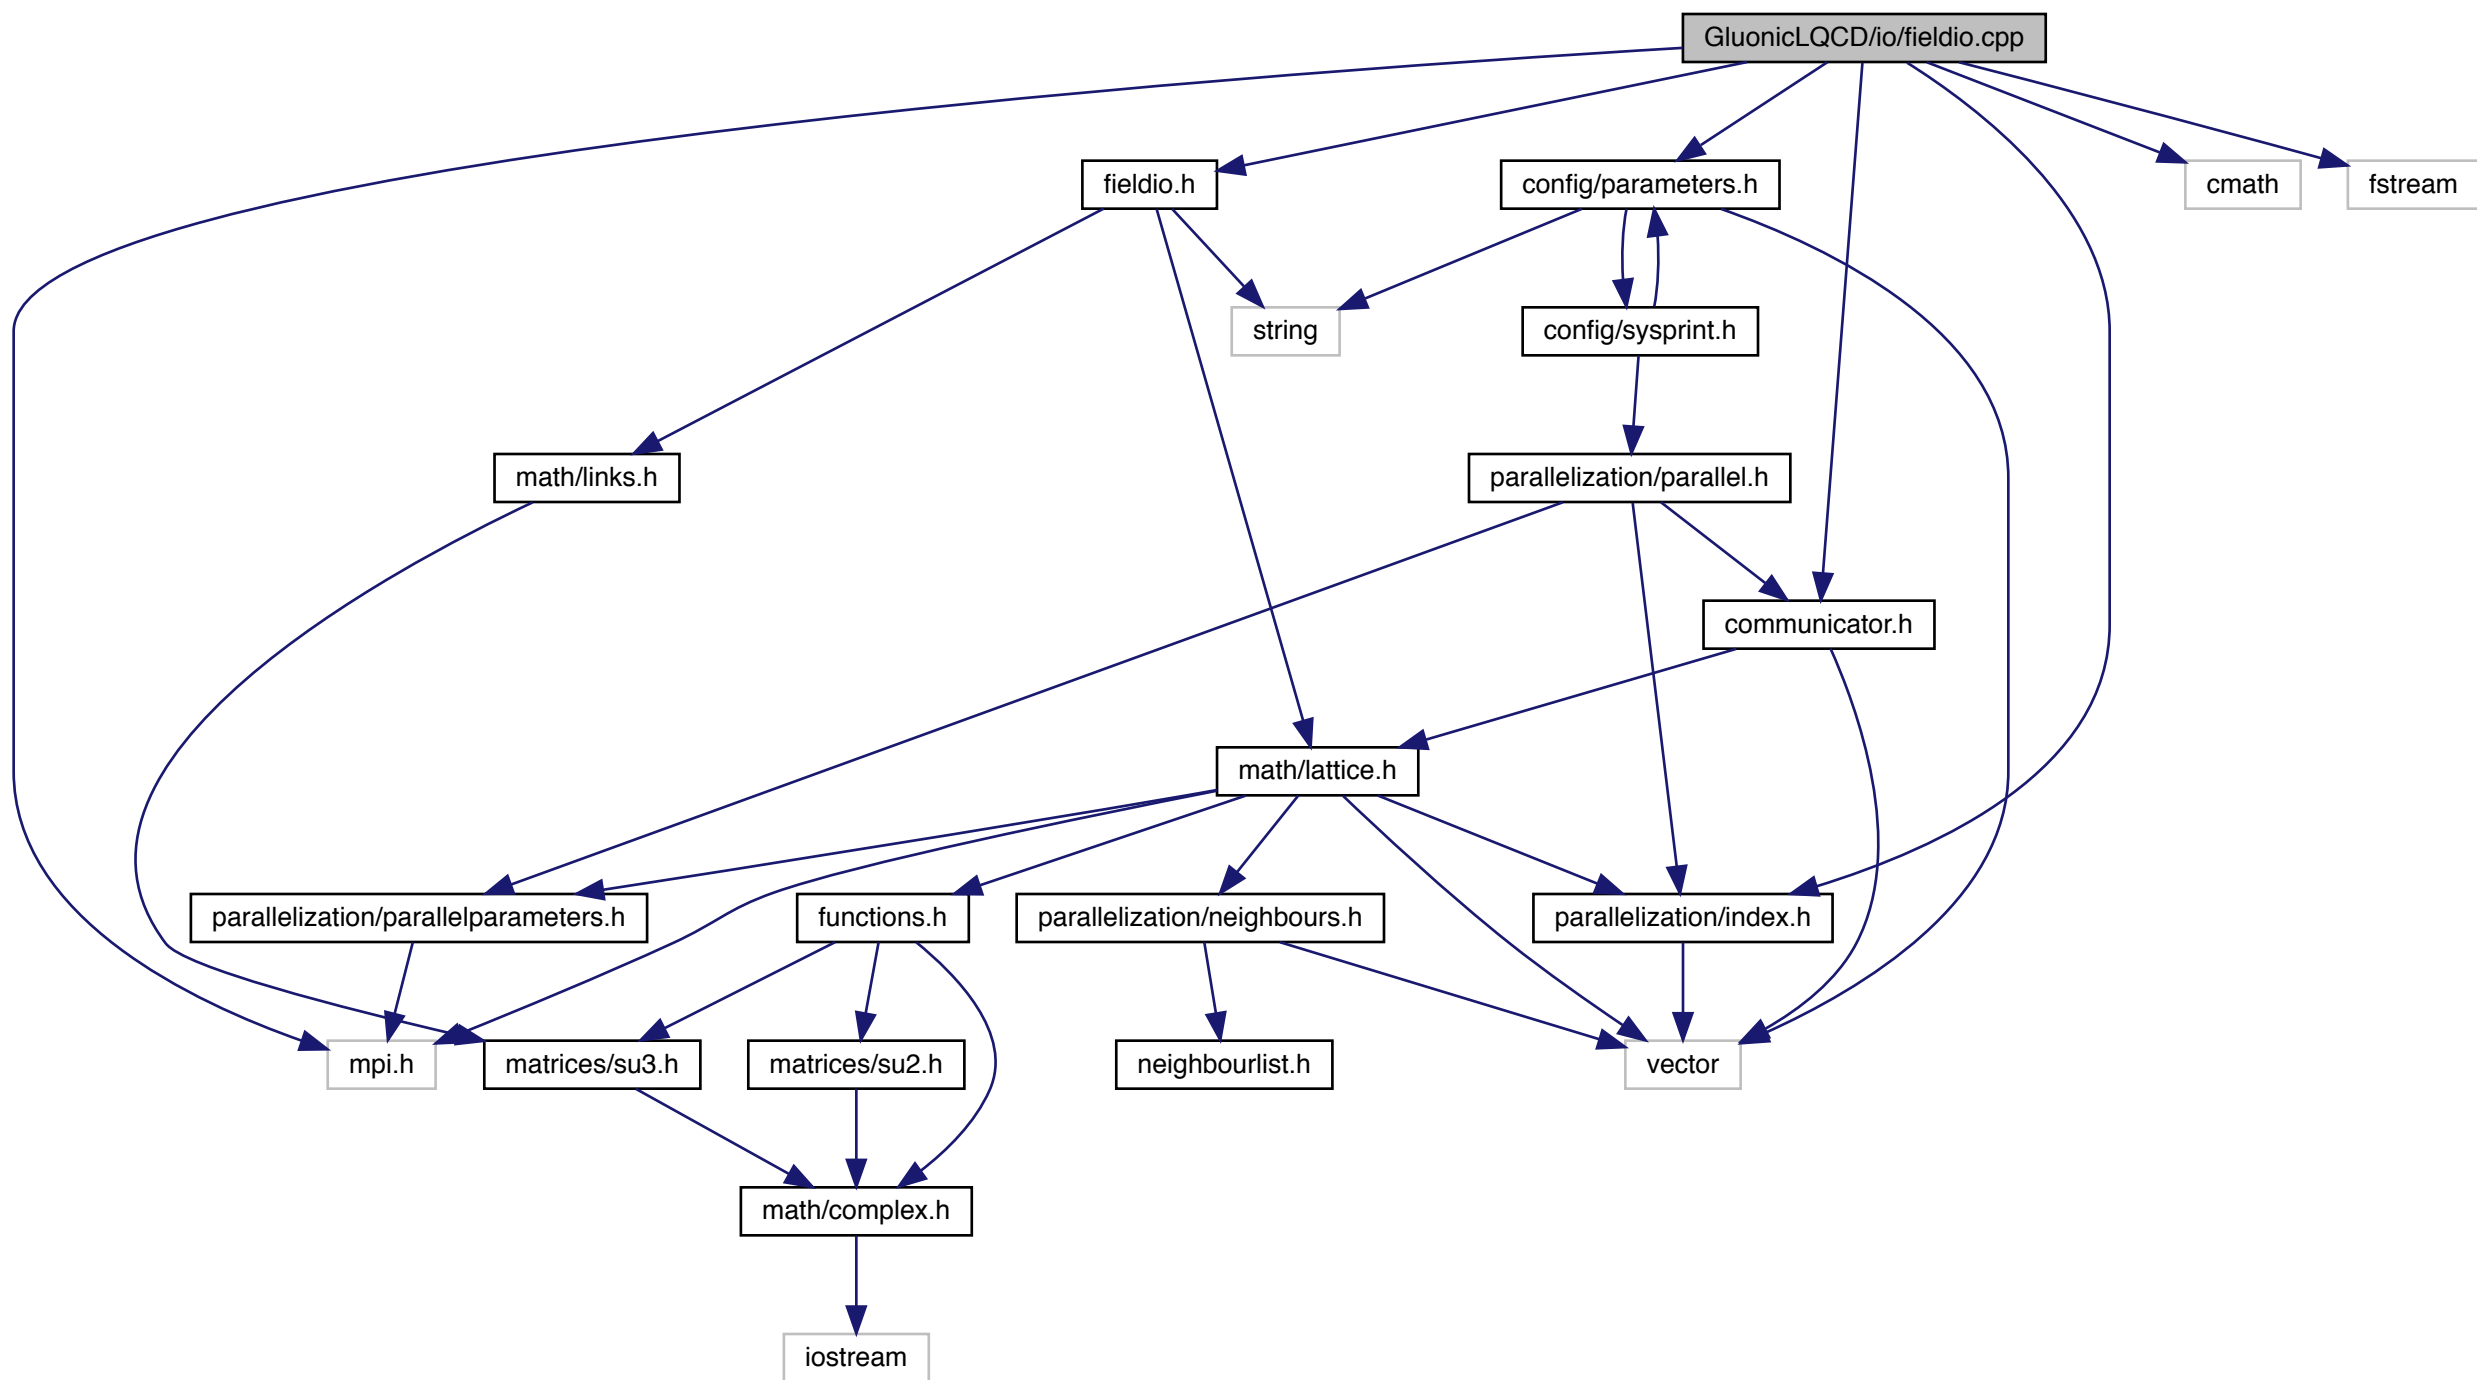 GluonicLQCD/io/fieldio.cpp
fieldio.h
config/parameters.h
cmath
fstream
string
config/sysprint.h
math/links.h
parallelization/parallel.h
communicator.h
math/lattice.h
parallelization/parallelparameters.h
functions.h
parallelization/neighbours.h
parallelization/index.h
mpi.h
matrices/su3.h
matrices/su2.h
neighbourlist.h
vector
math/complex.h
iostream